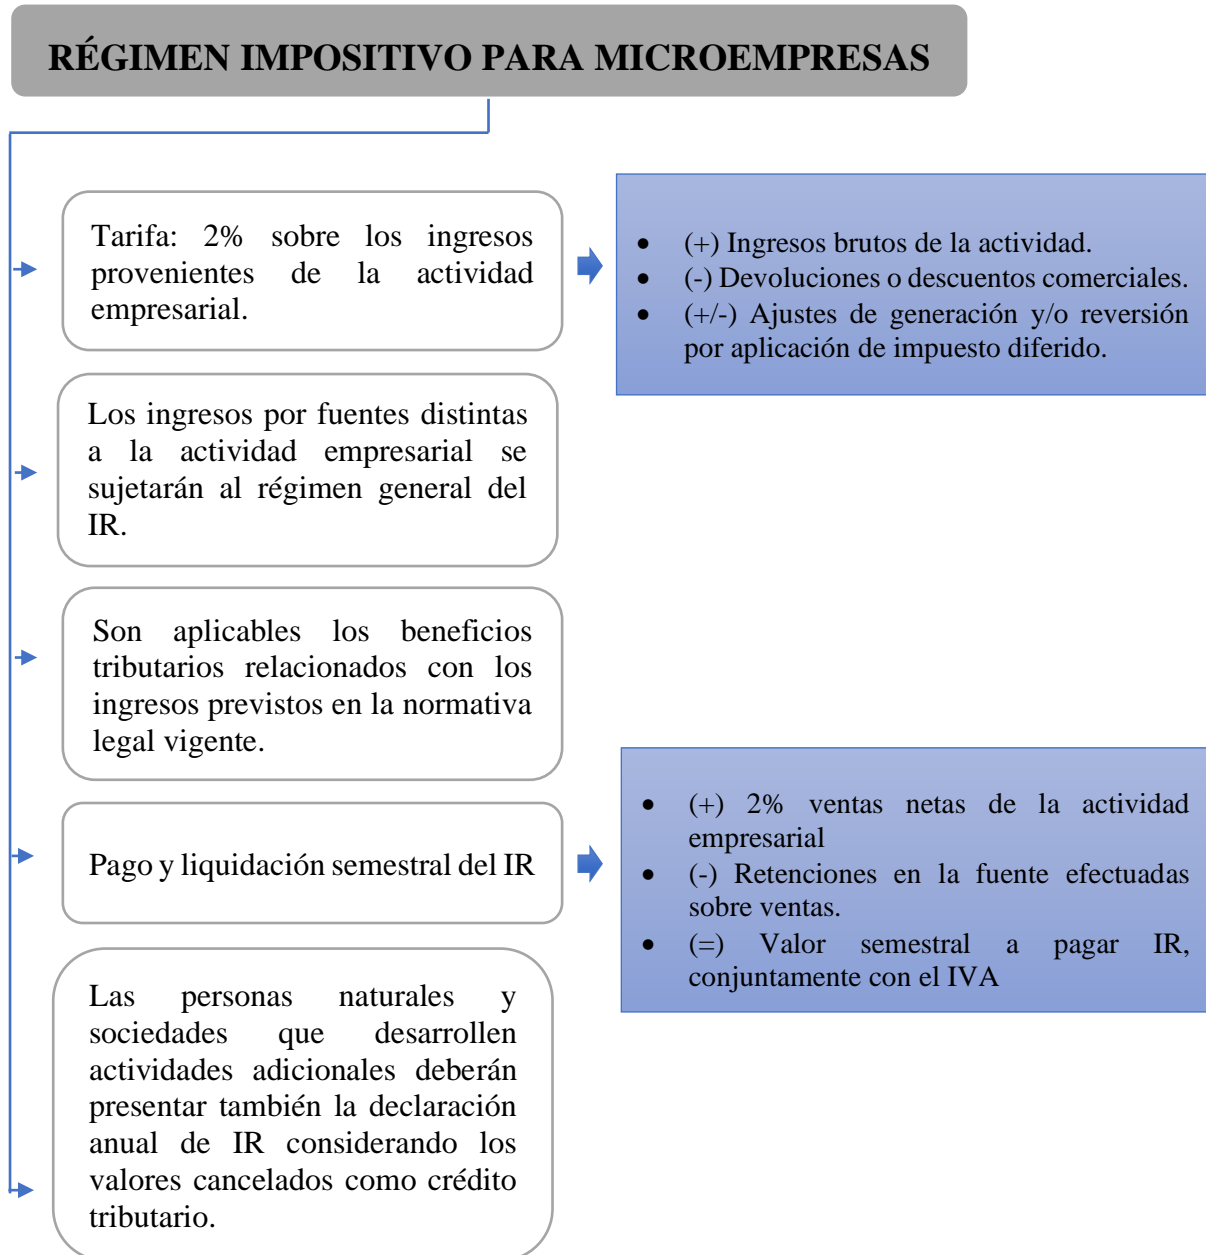 RÉGIMEN IMPOSITIVO PARA MICROEMPRESAS
Tarifa: 2% sobre los ingresos
provenientes de la actividad
empresarial.
• (+) Ingresos brutos de la actividad.
• (-) Devoluciones o descuentos comerciales.
• (+/-) Ajustes de generación y/o reversión
por aplicación de impuesto diferido.
Los ingresos por fuentes distintas
a la actividad empresarial se
sujetarán al régimen general del
IR.
Son aplicables los beneficios
tributarios relacionados con los
ingresos previstos en la normativa
legal vigente.
Pago y liquidación semestral del IR
• (+) 2% ventas netas de la actividad
empresarial
• (-) Retenciones en la fuente efectuadas
sobre ventas.
• (=) Valor semestral a pagar IR,
conjuntamente con el IVA
Las personas naturales y
sociedades que desarrollen
actividades adicionales deberán
presentar también la declaración
anual de IR considerando los
valores cancelados como crédito
tributario.